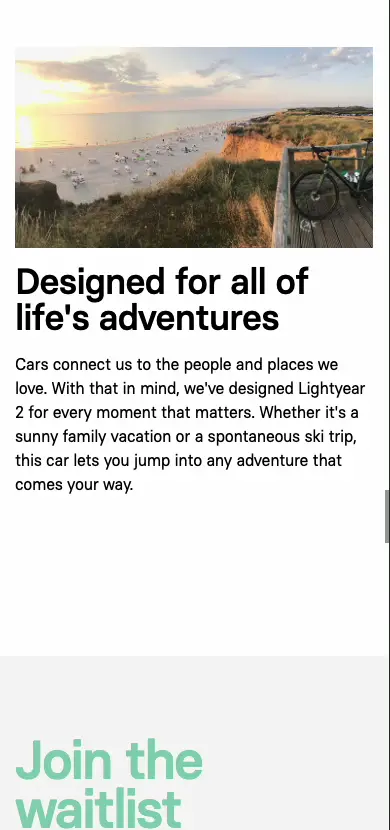 Designed for all of
life's adventures
Cars connect us to the people and places we
love. With that in mind, we've designed Lightyear
2 for every moment that matters. Whether it's a
sunny family vacation or a spontaneous ski trip,
this car lets you jump into any adventure that
comes your way.
Join the
waitlist